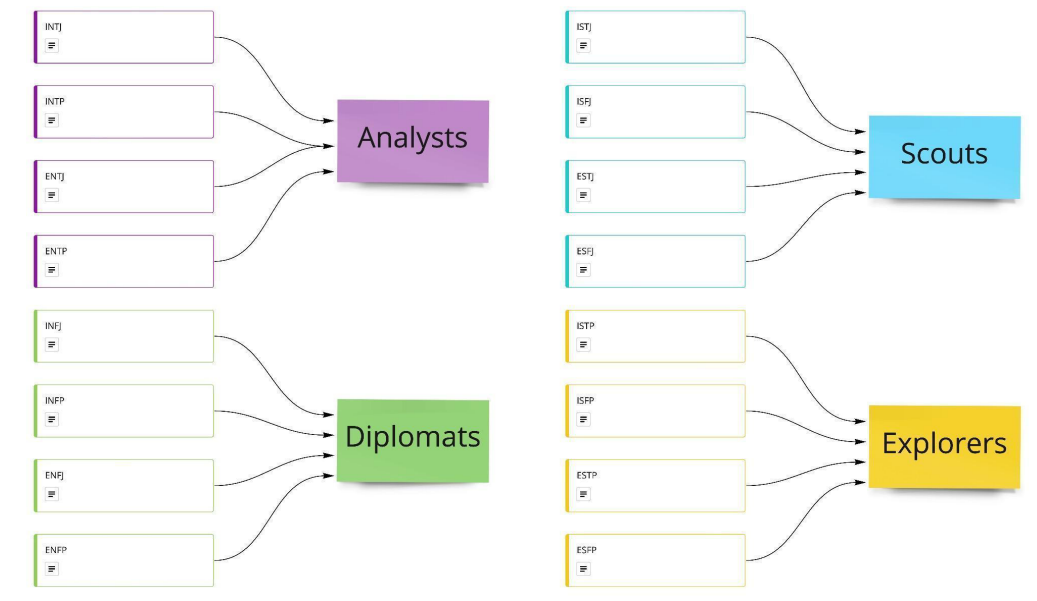 INTJ
INTP
ENTJ
ENTP
Analysts
ISTJ
ISFJ
ESTJ
ESFJ
Scouts
INFJ
INFP
ENFJ
ENFP
Diplomats
ISTP
ISFP
ESTP
ESFP
Explorers